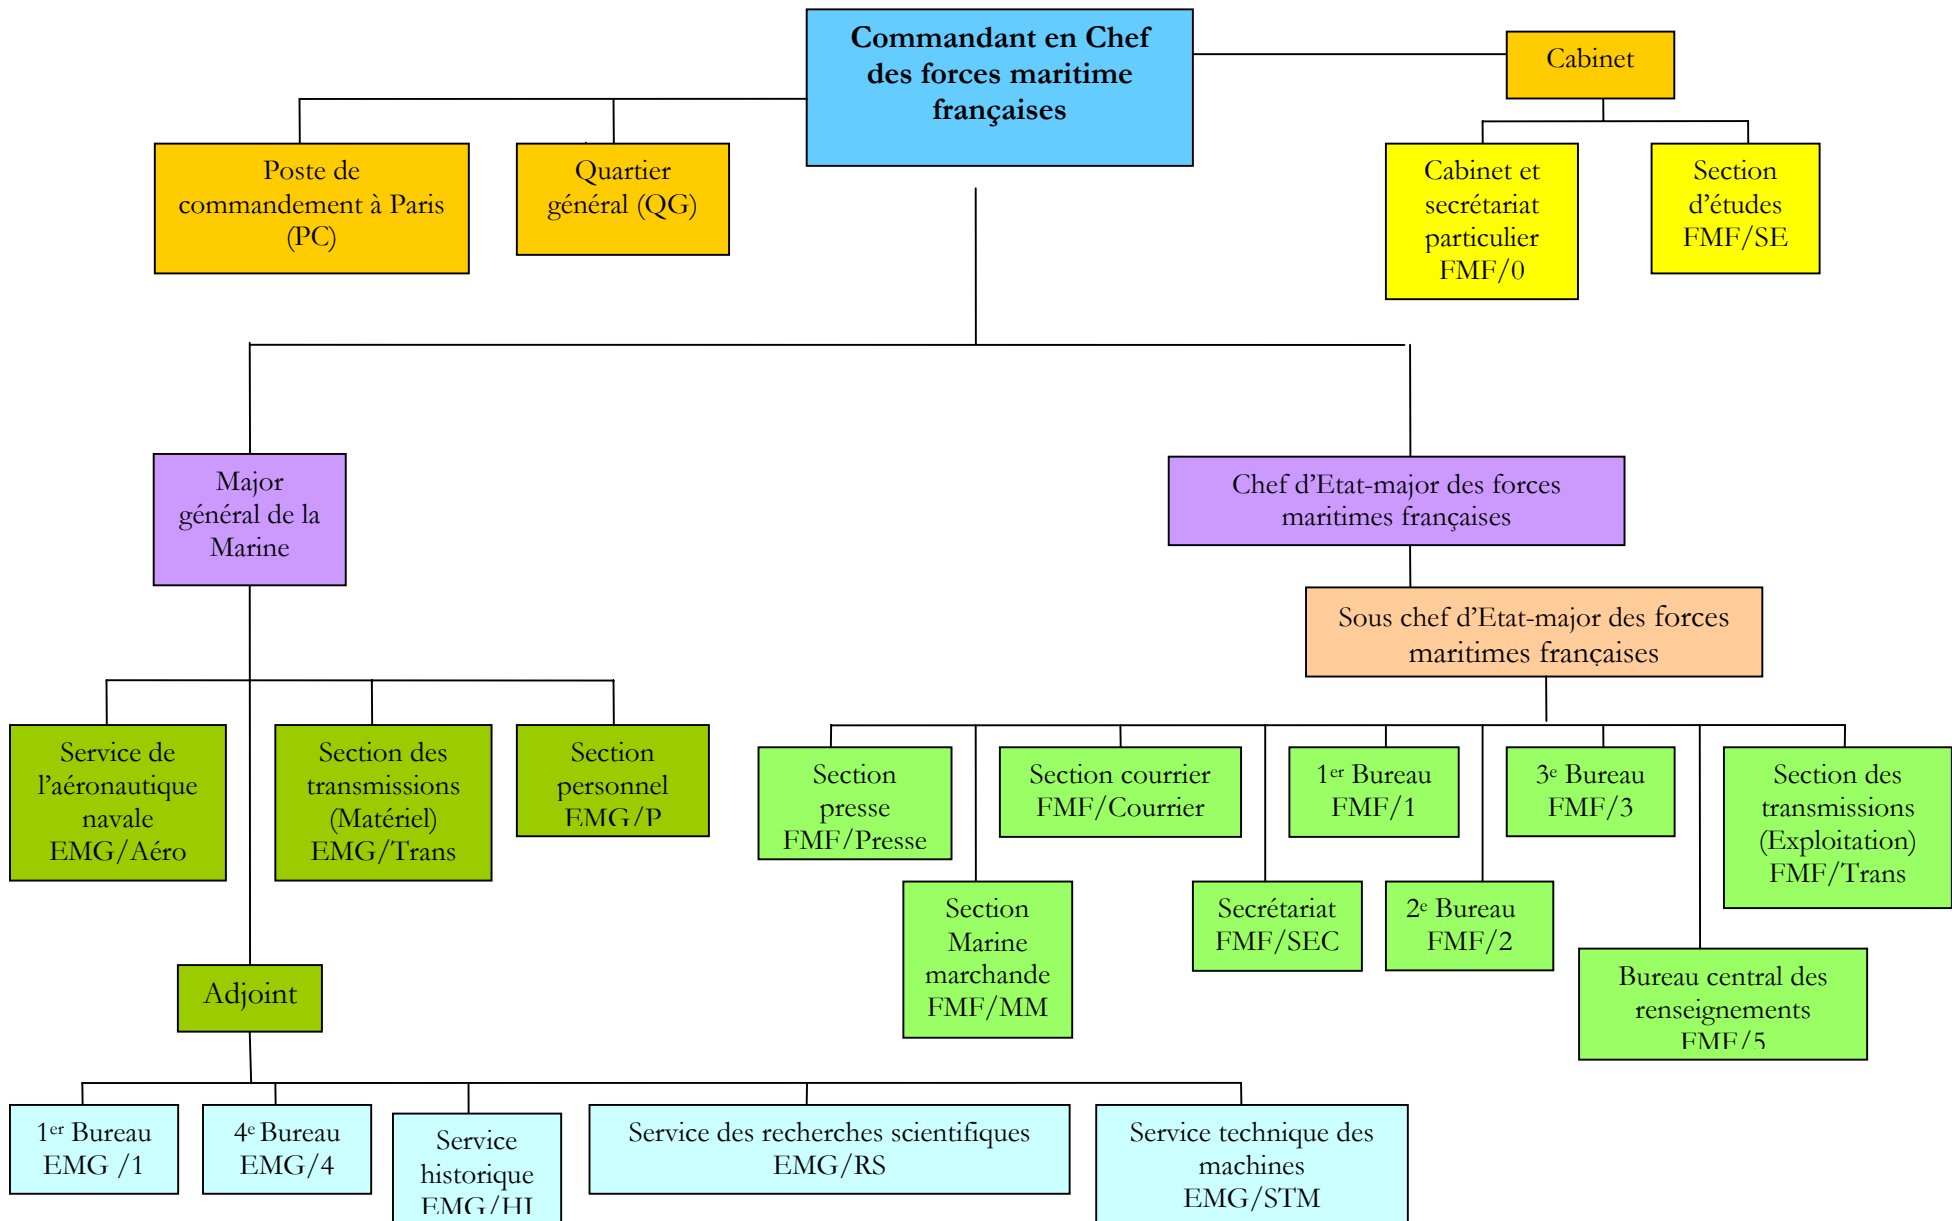 Commandant en Chef
des forces maritime
françaises
Cabinet
Poste de
commandement à Paris
(PC)
Quartier
général (QG)
Cabinet et
secrétariat
particulier
FMF/0
Section
d’études
FMF/SE
Major
général de la
Marine
Chef d’Etat-major des forces
maritimes françaises
Sous chef d’Etat-major des forces
maritimes françaises
Service de
l’aéronautique
navale
EMG/Aéro
Section des
transmissions
(Matériel)
EMG/Trans
Section
personnel
EMG/P
Section
presse
FMF/Presse
Section courrier
FMF/Courrier
1er Bureau
FMF/1
3e Bureau
FMF/3
Section des
transmissions
(Exploitation)
FMF/Trans
Section
Marine
marchande
FMF/MM
Secrétariat
FMF/SEC
2e Bureau
FMF/2
Bureau central des
renseignements
FMF/5
Adjoint
1er Bureau
EMG /1
4e Bureau
EMG/4
Service
historique
EMG/HI
Service des recherches scientifiques
EMG/RS
Service technique des
machines
EMG/STM